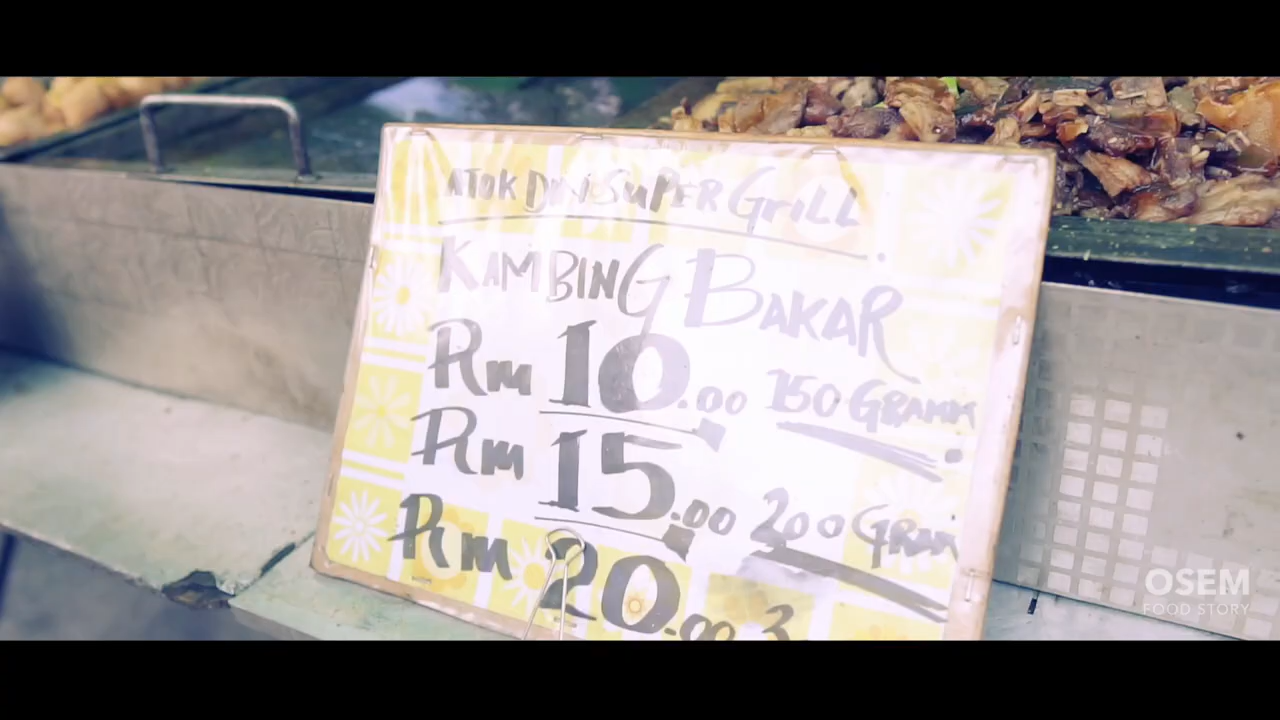 ATOK DIN SUPER GRILL
KAMBING BAKAR
Rm 10.00 150 GRAMM
Rm 15.00 200 GRAM
Rm 20.00 3
OSEM
FOOD STORY